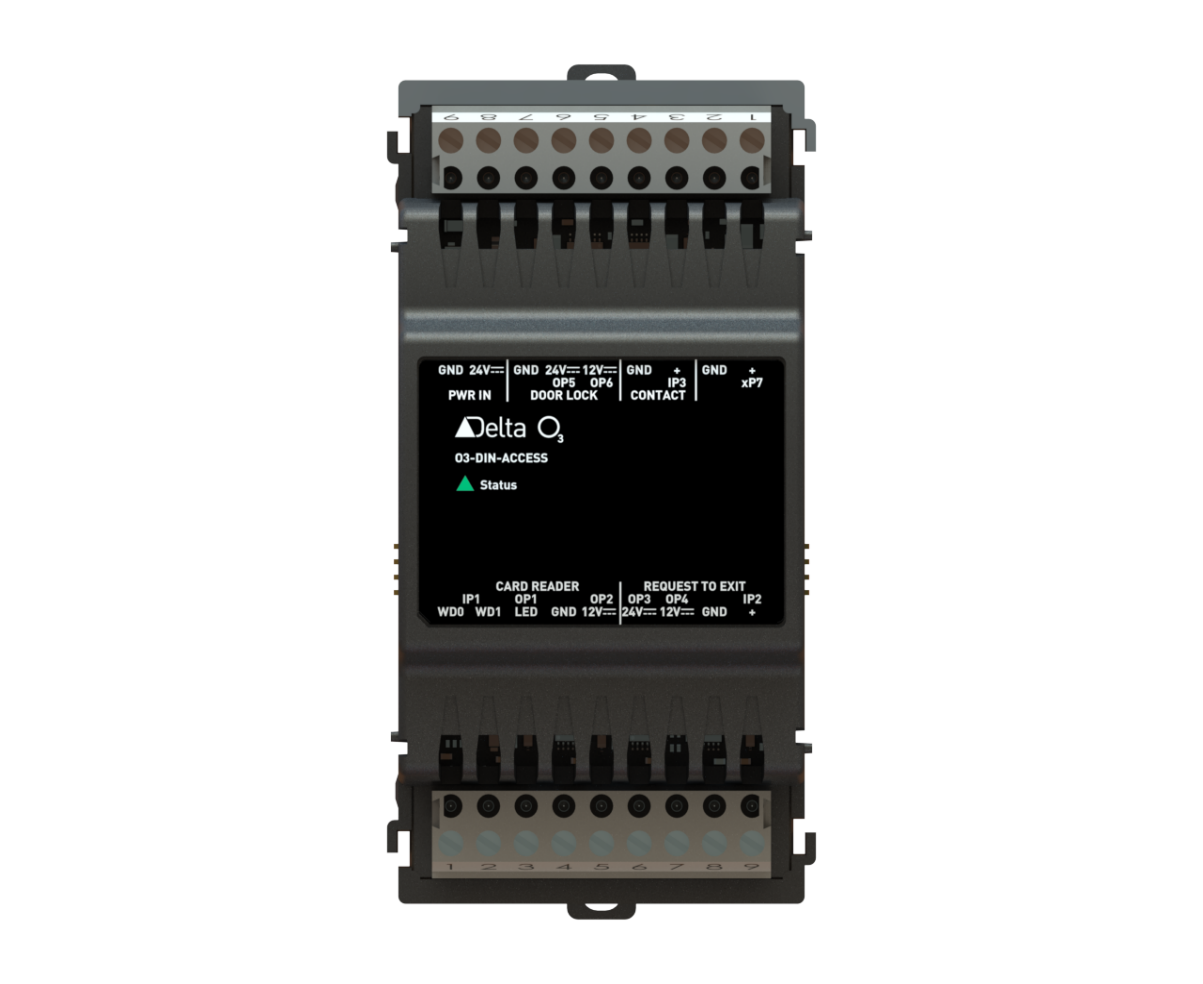 9 8 7 6 5 4 3 2 1
GND 24V GND 24V 12V GND + GND +
OP5 OP6 IP3 xP7
PWR IN DOOR LOCK CONTACT
Delta O3
O3-DIN-ACCESS
Status
CARD READER REQUEST TO EXIT
IP1 OP1 OP2 OP3 OP4 IP2
WD0 WD1 LED GND 12V 24V 12V GND +
1 2 3 4 5 6 7 8 9